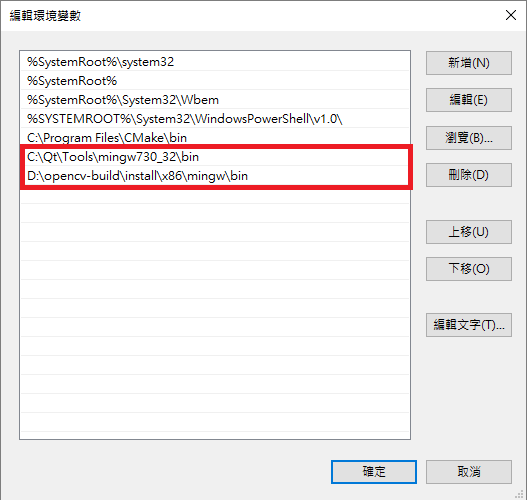 編輯環境變數
%SystemRoot%\system32
%SystemRoot%
%SystemRoot%\System32\Wbem
%SYSTEMROOT%\System32\WindowsPowerShell\v1.0\
C:\Program Files\CMake\bin
C:\Qt\Tools\mingw730_32\bin
D:\opencv-build\install\x86\mingw\bin
新增(N)
編輯(E)
瀏覽(B)...
刪除(D)
上移(U)
下移(O)
編輯文字(T)...
確定
取消